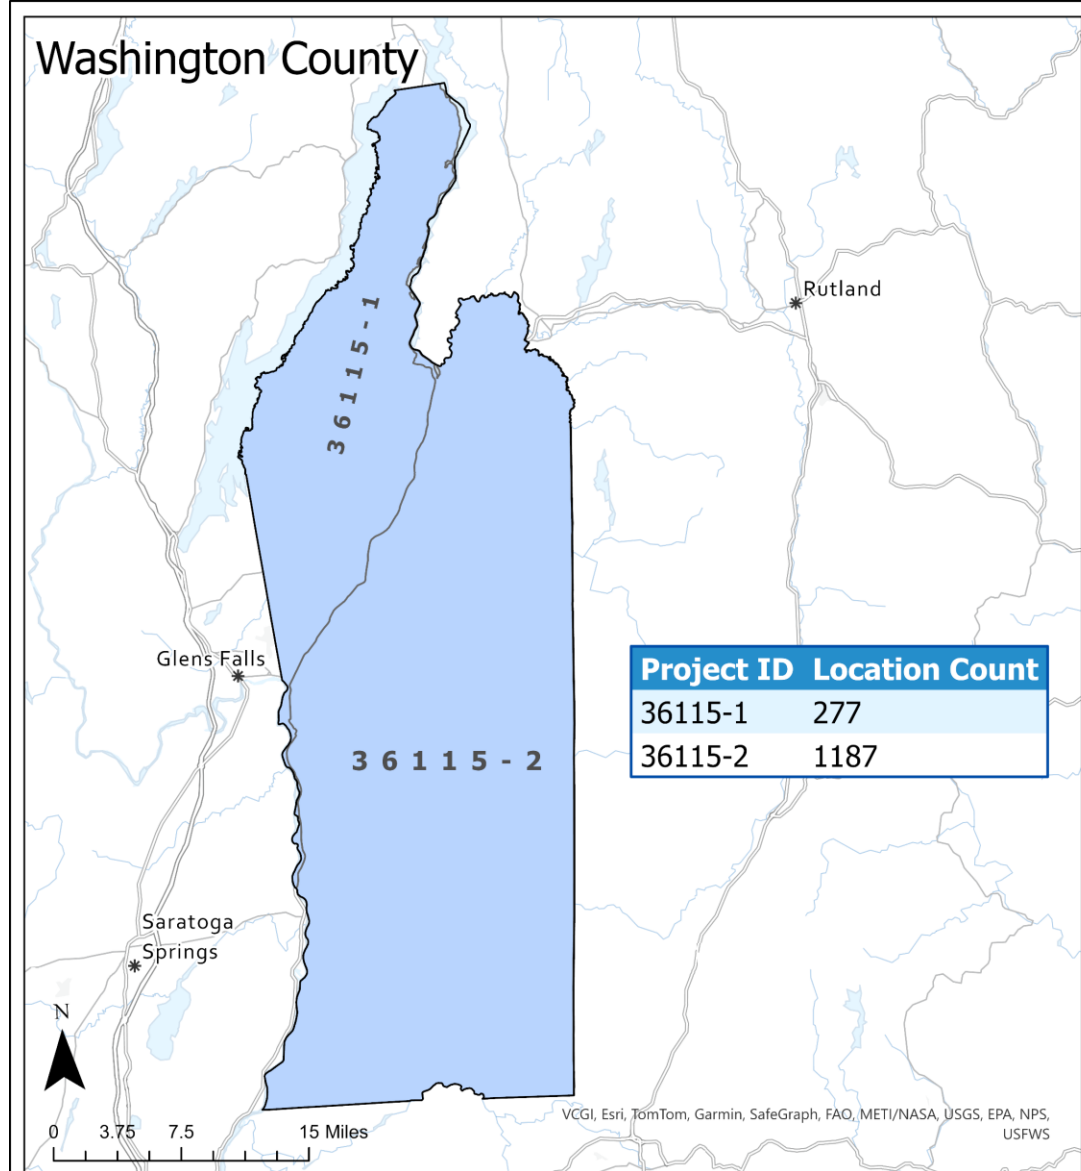 Washington County
Rutland
36115-1
Glens Falls
Project ID Location Count
36115-1 277
36115-2 1187
36115-2
Saratoga
Springs
N
VCGI, Esri, TomTom, Garmin, SafeGraph, FAO, METI/NASA, USGS, EPA, NPS,
USFWS
0 3.75 7.5 15 Miles